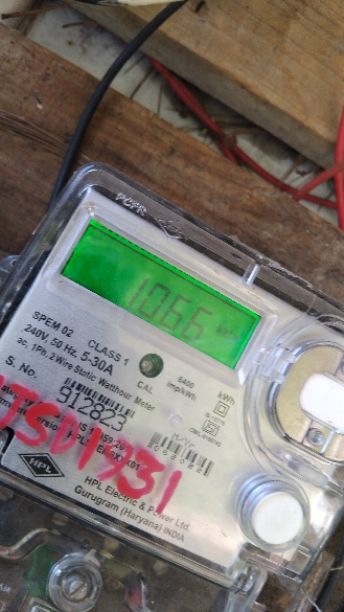 PCPR
1066
SPEM 02 CLASS 1
240V, 50 Hz. 5-30A
ac, 1Ph, 2 Wire Static Watthour Meter
CAL
6400
imp/kWh
kWh
S. No.
912823
JSD1931
HPL
HPL Electric & Power Ltd.
Gurugram (Haryana) INDIA